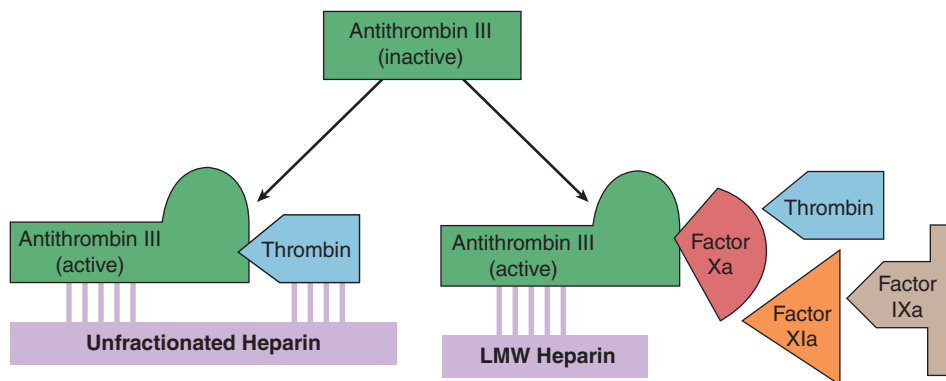 Antithrombin III
(inactive)
Antithrombin III
(active)
Thrombin
Unfractionated Heparin
Antithrombin III
(active)
LMW Heparin
Factor
Xa
Thrombin
Factor
XIa
Factor
IXa